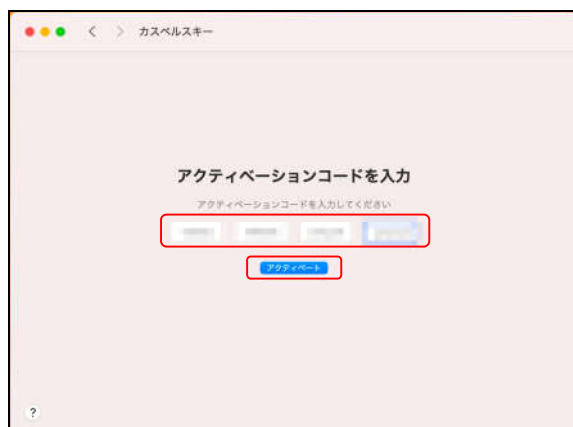 カスペルスキー
アクティベーションコードを入力
アクティベーションコードを入力してください
アクティベート
?